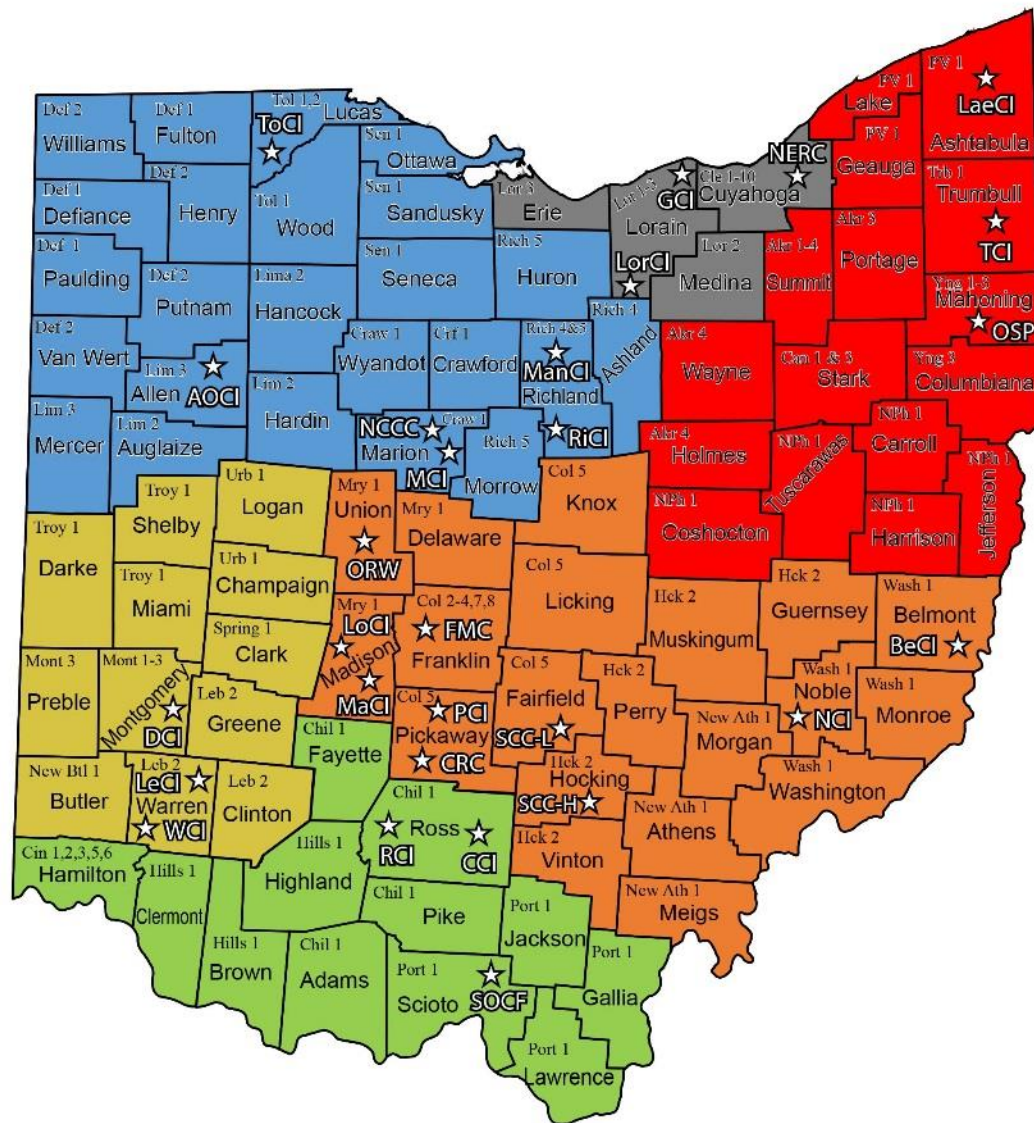 Def 2
Williams
Def 1
Fulton
Tol 1,2
Lucas
ToCI
Sen 1
Ottawa
Def 1
Defiance
Def 2
Henry
Tol 1
Wood
Sen 1
Sandusky
Def 1
Paulding
Def 2
Putnam
Lima 2
Hancock
Sen 1
Seneca
Lor 3
Erie
Rich 5
Huron
Lor 1-3
GCI
Lorain
LorCI
Cle 1-10
Cuyahoga
NERC
Lor 2
Medina
PV 1
Lake
PV 1
LaeCI
Ashtabula
PV 1
Geauga
Trb 1
Trumbull
TCI
Akr 1-4
Summit
Akr 3
Portage
Yng 1-3
Mahoning
OSP
Def 2
Van Wert
Lim 3
Allen
AOCI
Craw 1
Wyandot
Crf 1
Crawford
Rich 4&5
ManCI
Richland
RiCI
Rich 4
Ashland
Akr 4
Wayne
Can 1 & 3
Stark
Yng 3
Columbiana
Lim 3
Mercer
Lim 2
Auglaize
Lim 2
Hardin
NCCC
Craw 1
Marion
MCI
Rich 5
Morrow
Akr 4
Holmes
NPh 1
Tuscarawas
NPh 1
Carroll
NPh 1
Jefferson
NPh 1
Coshocton
NPh 1
Harrison
Troy 1
Darke
Troy 1
Shelby
Urb 1
Logan
Mry 1
Union
ORW
Mry 1
Delaware
Col 5
Knox
Troy 1
Miami
Urb 1
Champaign
Col 5
Licking
Hck 2
Muskingum
Hck 2
Guernsey
Wash 1
Belmont
BeCI
Spring 1
Clark
Mry 1
LoCI
Madison
MaCI
Col 2-4,7,8
FMC
Franklin
Mont 3
Preble
Mont 1-3
Montgomery
DCI
Leb 2
Greene
Col 5
PCI
Pickaway
CRC
Col 5
Fairfield
SCC-L
Hck 2
Perry
New Ath 1
Morgan
Wash 1
Noble
NCI
Wash 1
Monroe
Chil 1
Fayette
Hck 2
Hocking
SCC-H
Wash 1
Washington
New Btl 1
Butler
Leb 2
LeCI
Warren
WCI
Leb 2
Clinton
Chil 1
Ross
RCI
CCI
Hck 2
Vinton
New Ath 1
Athens
Cin 1,2,3,5,6
Hamilton
Hills 1
Clermont
Hills 1
Highland
Chil 1
Pike
Port 1
Jackson
New Ath 1
Meigs
Hills 1
Brown
Chil 1
Adams
Port 1
Scioto
SOCF
Port 1
Gallia
Port 1
Lawrence